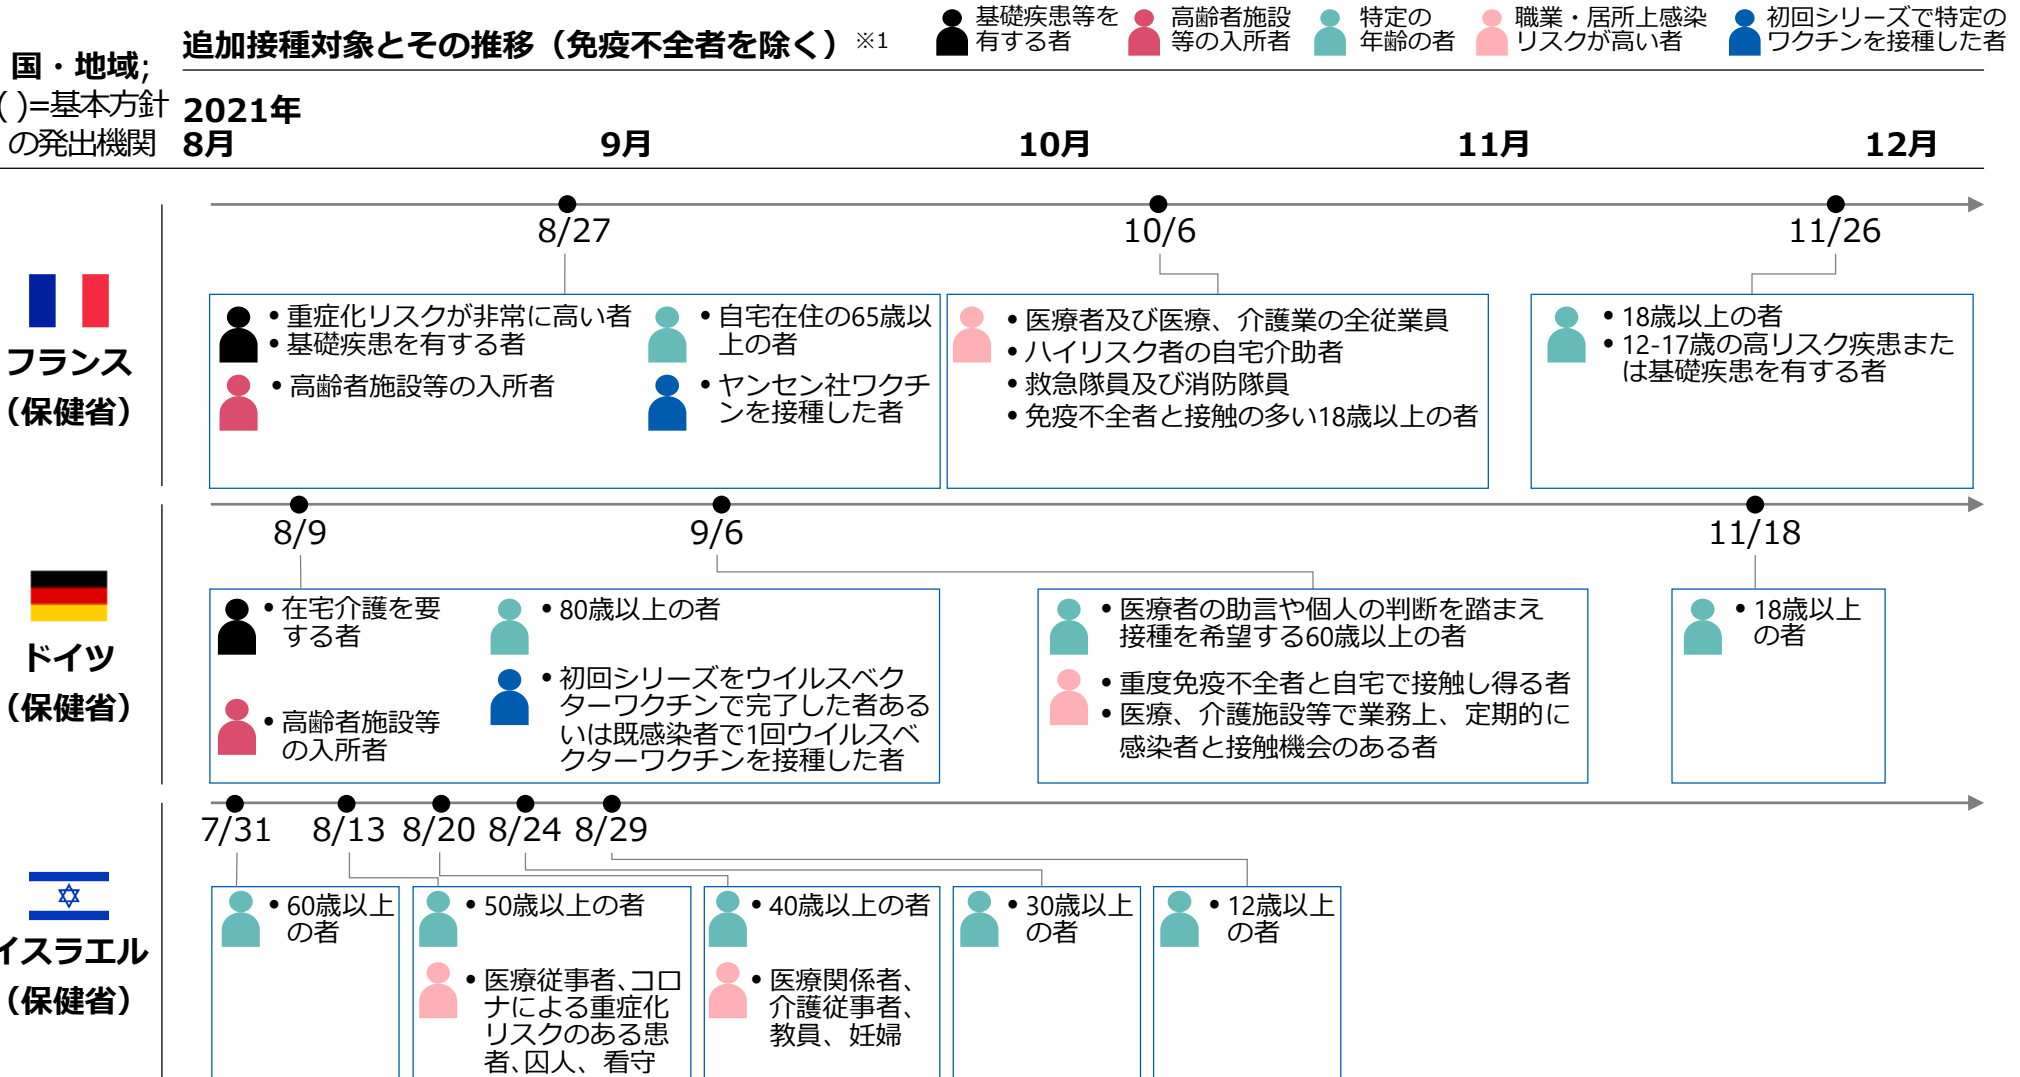 追加接種対象とその推移（免疫不全者を除く）※1
基礎疾患等を
有する者
高齢者施設
等の入所者
特定の
年齢の者
職業・居所上感染
リスクが高い者
初回シリーズで特定の
ワクチンを接種した者
国・地域;
( )=基本方針
の発出機関
2021年
8月
9月
10月
11月
12月
フランス
（保健省）
8/27
10/6
11/26
• 重症化リスクが非常に高い者
• 基礎疾患を有する者
• 高齢者施設等の入所者
• 自宅在住の65歳以
上の者
• ヤンセン社ワクチ
ンを接種した者
• 医療者及び医療、介護業の全従業員
• ハイリスク者の自宅介助者
• 救急隊員及び消防隊員
• 免疫不全者と接触の多い18歳以上の者
• 18歳以上の者
• 12-17歳の高リスク疾患また
は基礎疾患を有する者
ドイツ
（保健省）
8/9
9/6
11/18
• 在宅介護を要
する者
• 高齢者施設等
の入所者
• 80歳以上の者
• 初回シリーズをウイルスベク
ターワクチンで完了した者ある
いは既感染者で1回ウイルスベ
クターワクチンを接種した者
• 医療者の助言や個人の判断を踏まえ
接種を希望する60歳以上の者
• 重度免疫不全者と自宅で接触し得る者
• 医療、介護施設等で業務上、定期的に
感染者と接触機会のある者
• 18歳以上
の者
イスラエル
（保健省）
7/31
8/13
8/20
8/24
8/29
• 60歳以上
の者
• 50歳以上の者
• 医療従事者、コロ
ナによる重症化
リスクのある患
者、囚人、看守
• 40歳以上の者
• 医療関係者、
介護従事者、
教員、妊婦
• 30歳以上
の者
• 12歳以上
の者